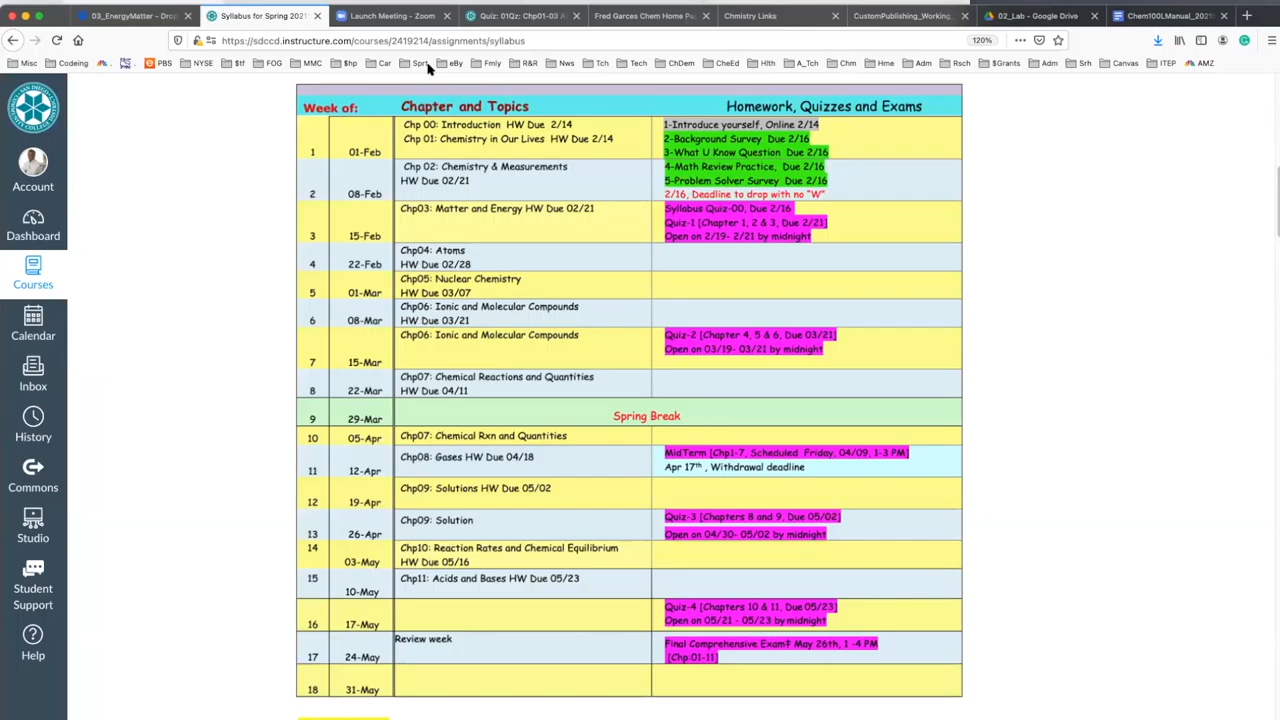 03_EnergyMatter - Drop
Syllabus for Spring 2021
Launch Meeting - Zoom
Quiz: 01Qz: Chp01-03 A
Fred Garces Chem Home Pa
Chmistry Links
CustomPublishing_Working_
02_Lab - Google Drive
Chem100LManual_2021
https://sdccd.instructure.com/courses/2419214/assignments/syllabus
120%
Misc
Codeing
PBS
NYSE
$tf
FOG
MMC
$hp
Car
Sprt
eBy
Fmly
R&R
Nws
Tch
Tech
ChDem
CheEd
Hlth
A_Tch
Chm
Hme
Adm
Rsch
$Grants
Adm
Srh
Canvas
ITEP
AMZ
Account
Dashboard
Courses
Calendar
Inbox
History
Commons
Studio
Student
Support
Help
Week of:
Chapter and Topics
Homework, Quizzes and Exams
1
01-Feb
Chp 00: Introduction HW Due 2/14
Chp 01: Chemistry in Our Lives HW Due 2/14
1-Introduce yourself, Online 2/14
2-Background Survey Due 2/16
3-What U Know Question Due 2/16
2
08-Feb
Chp 02: Chemistry & Measurements
HW Due 02/21
4-Math Review Practice, Due 2/16
5-Problem Solver Survey Due 2/16
2/16, Deadline to drop with no "W"
3
15-Feb
Chp03: Matter and Energy HW Due 02/21
Syllabus Quiz-00, Due 2/16
Quiz-1 [Chapter 1, 2 & 3, Due 2/21]
Open on 2/19- 2/21 by midnight
4
22-Feb
Chp04: Atoms
HW Due 02/28
5
01-Mar
Chp05: Nuclear Chemistry
HW Due 03/07
6
08-Mar
Chp06: Ionic and Molecular Compounds
HW Due 03/21
7
15-Mar
Chp06: Ionic and Molecular Compounds
Quiz-2 [Chapter 4, 5 & 6, Due 03/21]
Open on 03/19- 03/21 by midnight
8
22-Mar
Chp07: Chemical Reactions and Quantities
HW Due 04/11
9
29-Mar
Spring Break
10
05-Apr
Chp07: Chemical Rxn and Quantities
11
12-Apr
Chp08: Gases HW Due 04/18
MidTerm [Chp1-7, Scheduled Friday, 04/09, 1-3 PM]
Apr 17th, Withdrawal deadline
12
19-Apr
Chp09: Solutions HW Due 05/02
13
26-Apr
Chp09: Solution
Quiz-3 [Chapters 8 and 9, Due 05/02]
Open on 04/30- 05/02 by midnight
14
03-May
Chp10: Reaction Rates and Chemical Equilibrium
HW Due 05/16
15
10-May
Chp11: Acids and Bases HW Due 05/23
16
17-May
Quiz-4 [Chapters 10 & 11, Due 05/23]
Open on 05/21 - 05/23 by midnight
17
24-May
Review week
Final Comprehensive Exam‡ May 26th, 1 -4 PM
[Chp:01-11]
18
31-May